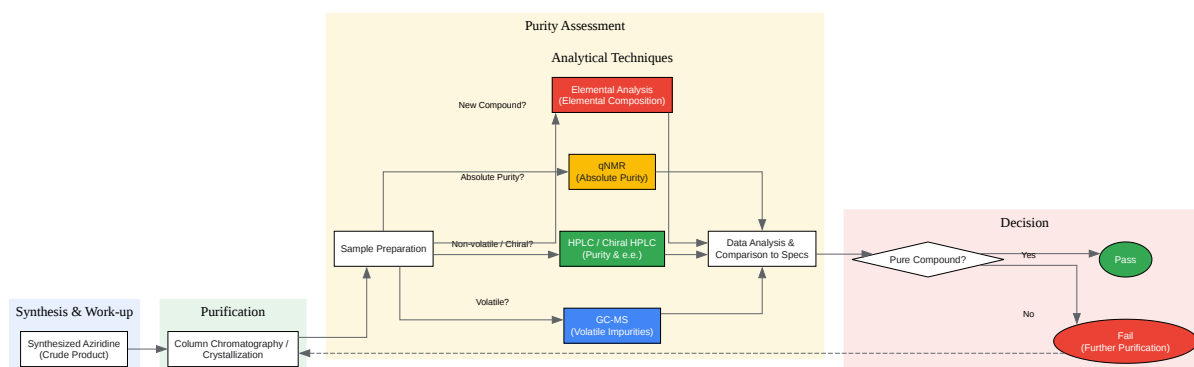 Purity Assessment
Analytical Techniques
Elemental Analysis
(Elemental Composition)
New Compound?
qNMR
(Absolute Purity)
Absolute Purity?
Sample Preparation
Non-volatile / Chiral?
HPLC / Chiral HPLC
(Purity & e.e.)
Data Analysis &
Comparison to Specs
Volatile?
GC-MS
(Volatile Impurities)
Decision
Pure Compound?
Yes
Pass
No
Fail
(Further Purification)
Synthesis & Work-up
Synthesized Aziridine
(Crude Product)
Purification
Column Chromatography /
Crystallization